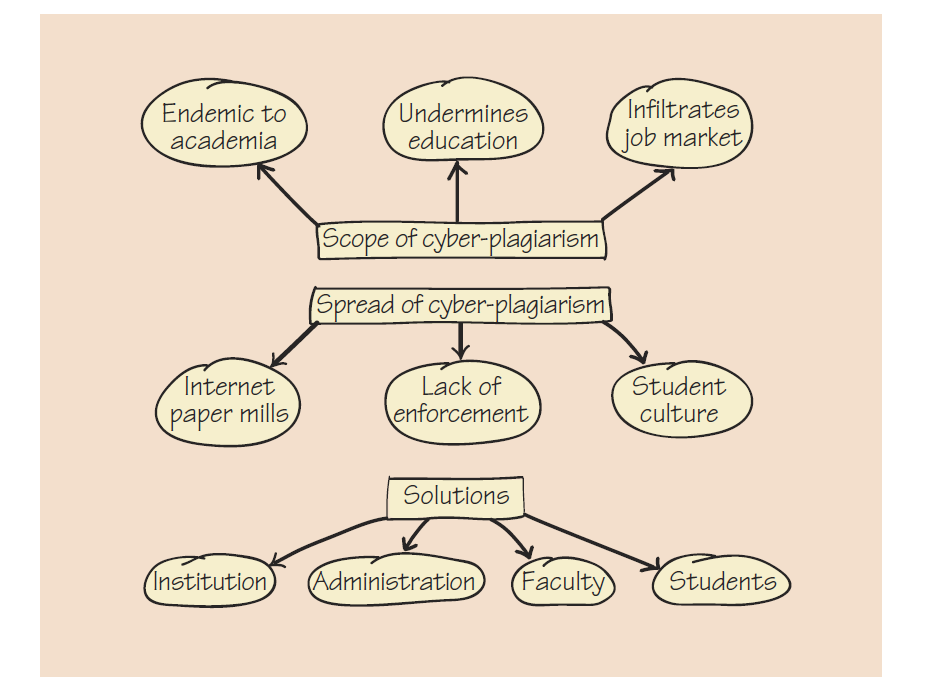 Endemic to
academia
Undermines
education
Infiltrates
job market
Scope of cyber-plagiarism
Spread of cyber-plagiarism
Internet
paper mills
Lack of
enforcement
Student
culture
Solutions
Institution
Administration
Faculty
Students